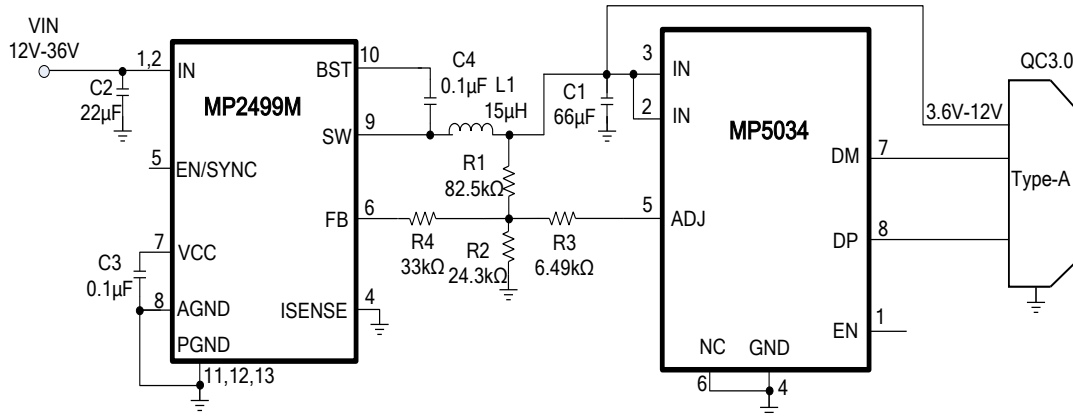 VIN
12V-36V
C2
22µF
1,2
IN
MP2499M
BST
10
C4
0.1µF
L1
15µH
SW
9
5
EN/SYNC
R1
82.5kΩ
FB
6
R4
33kΩ
R2
24.3kΩ
R3
6.49kΩ
7
VCC
C3
0.1µF
8
AGND
PGND
11,12,13
ISENSE
4
C1
66µF
3
IN
2
IN
MP5034
DM
7
5
ADJ
DP
8
EN
1
NC
GND
6
4
QC3.0
3.6V-12V
Type-A